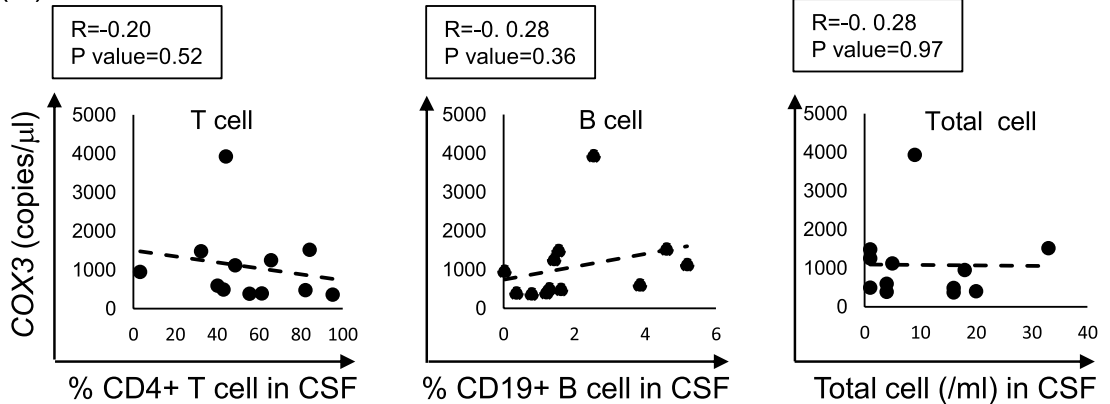 R=-0.20
P value=0.52
R=-0. 0.28
P value=0.36
R=-0. 0.28
P value=0.97
COX3 (copies/µl)
T cell
5000
4000
3000
2000
1000
0
0 20 40 60 80 100
% CD4+ T cell in CSF
B cell
5000
4000
3000
2000
1000
0
0 2 4 6
% CD19+ B cell in CSF
Total cell
5000
4000
3000
2000
1000
0
0 10 20 30 40
Total cell (/ml) in CSF